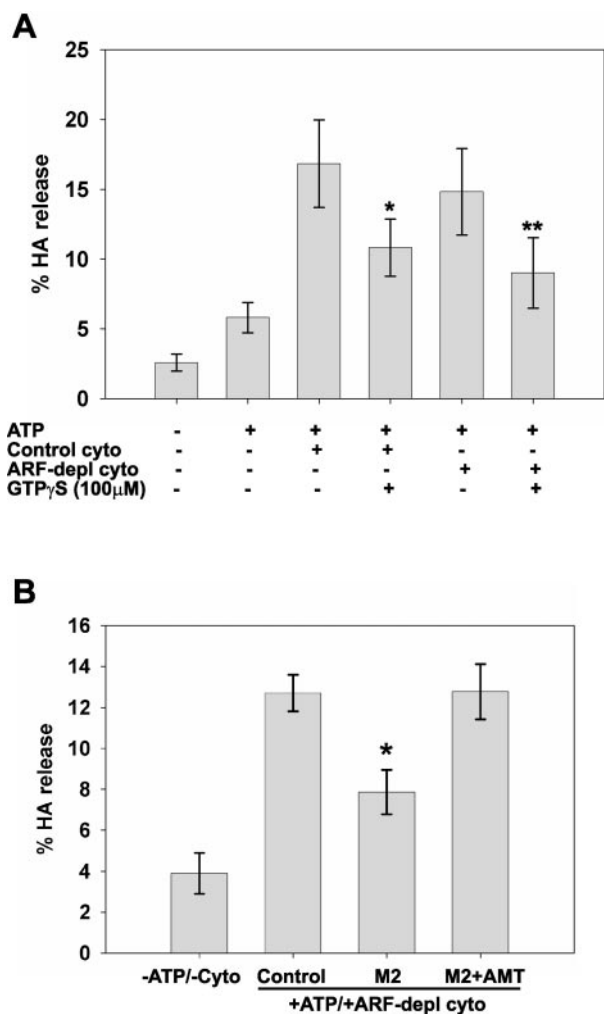 A
% HA release
25
20
15
10
5
0
*
**
ATP - + + + + +
Control cyto - - + + - -
ARF-depl cyto - - - - + +
GTPγS (100μM) - - - + - +
B
% HA release
16
14
12
10
8
6
4
2
0
*
-ATP/-Cyto Control M2 M2+AMT
+ATP/+ARF-depl cyto